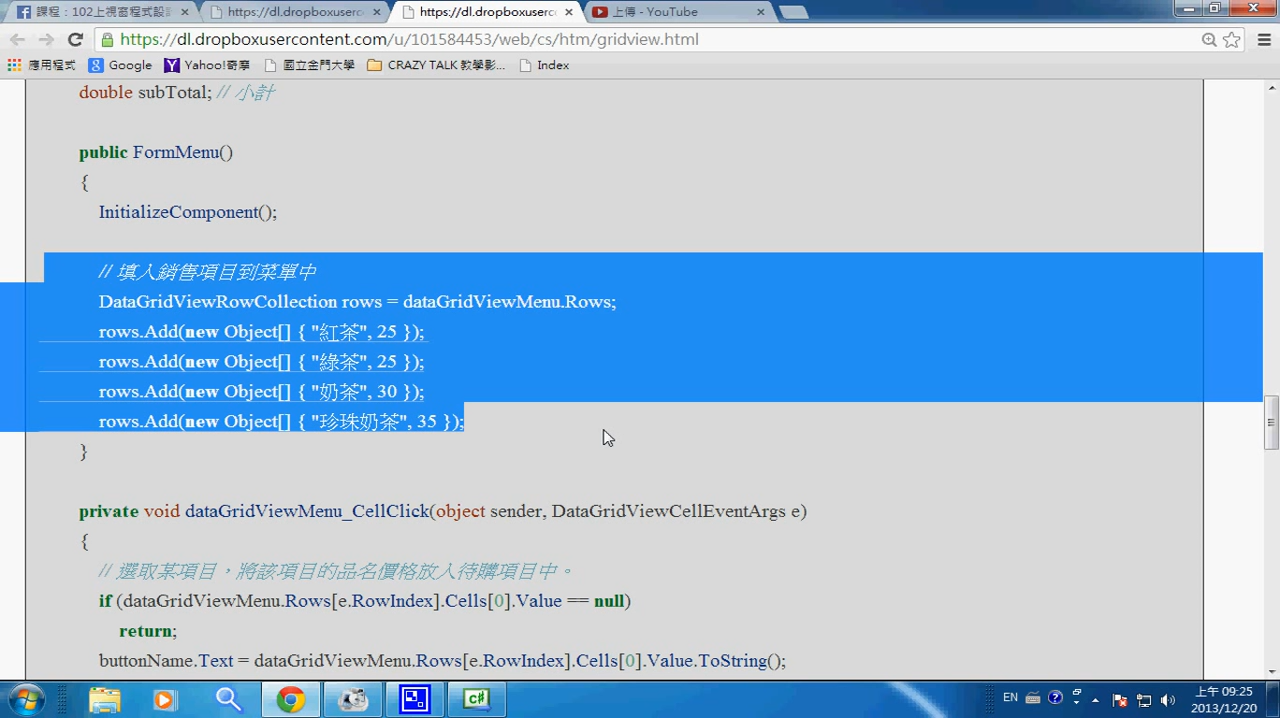 課程：102上視窗程式設計
https://dl.dropboxuserco
https://dl.dropboxuserco
上傳 - YouTube
https://dl.dropboxusercontent.com/u/101584453/web/cs/htm/gridview.html
應用程式
Google
Yahoo!奇摩
國立金門大學
CRAZY TALK 教學影...
Index
double subTotal; // 小計
public FormMenu()
{
InitializeComponent();
// 填入銷售項目到菜單中
DataGridViewRowCollection rows = dataGridViewMenu.Rows;
rows.Add(new Object[] { "紅茶", 25 });
rows.Add(new Object[] { "綠茶", 25 });
rows.Add(new Object[] { "奶茶", 30 });
rows.Add(new Object[] { "珍珠奶茶", 35 });
}
private void dataGridViewMenu_CellClick(object sender, DataGridViewCellEventArgs e)
{
// 選取某項目，將該項目的品名價格放入待購項目中。
if (dataGridViewMenu.Rows[e.RowIndex].Cells[0].Value == null)
return;
buttonName.Text = dataGridViewMenu.Rows[e.RowIndex].Cells[0].Value.ToString();
EN
上午 09:25
2013/12/20